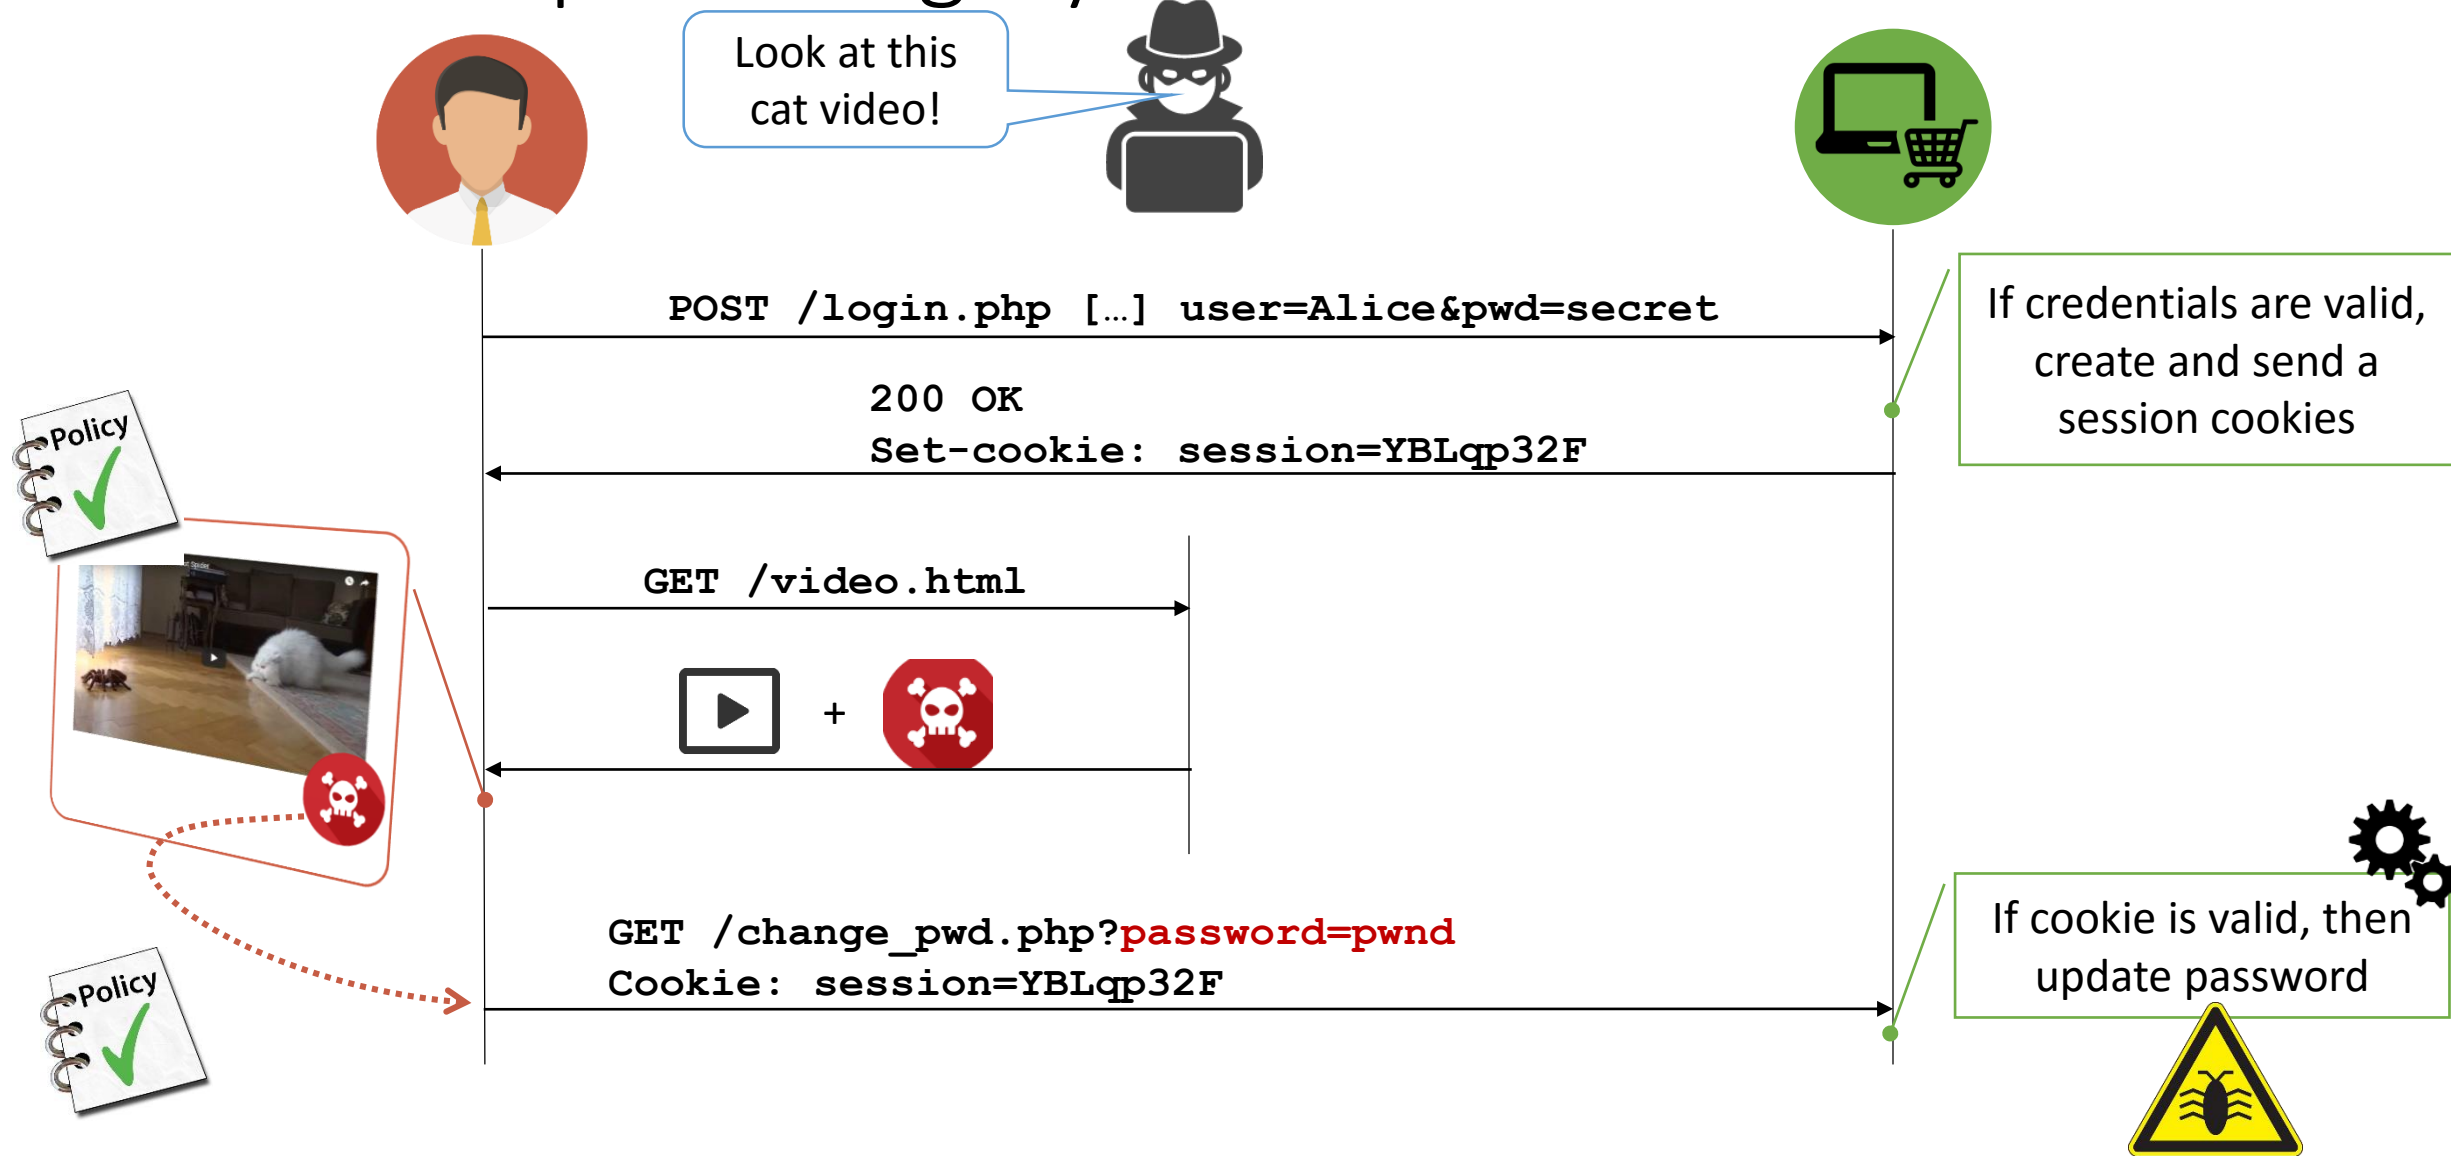 Look at this
cat video!
POST /login.php […] user=Alice&pwd=secret
If credentials are valid,
create and send a
session cookies
200 OK
Set-cookie: session=YBLqp32F
Policy
Spider
GET /video.html
+
GET /change_pwd.php?password=pwnd
Cookie: session=YBLqp32F
If cookie is valid, then
update password
Policy